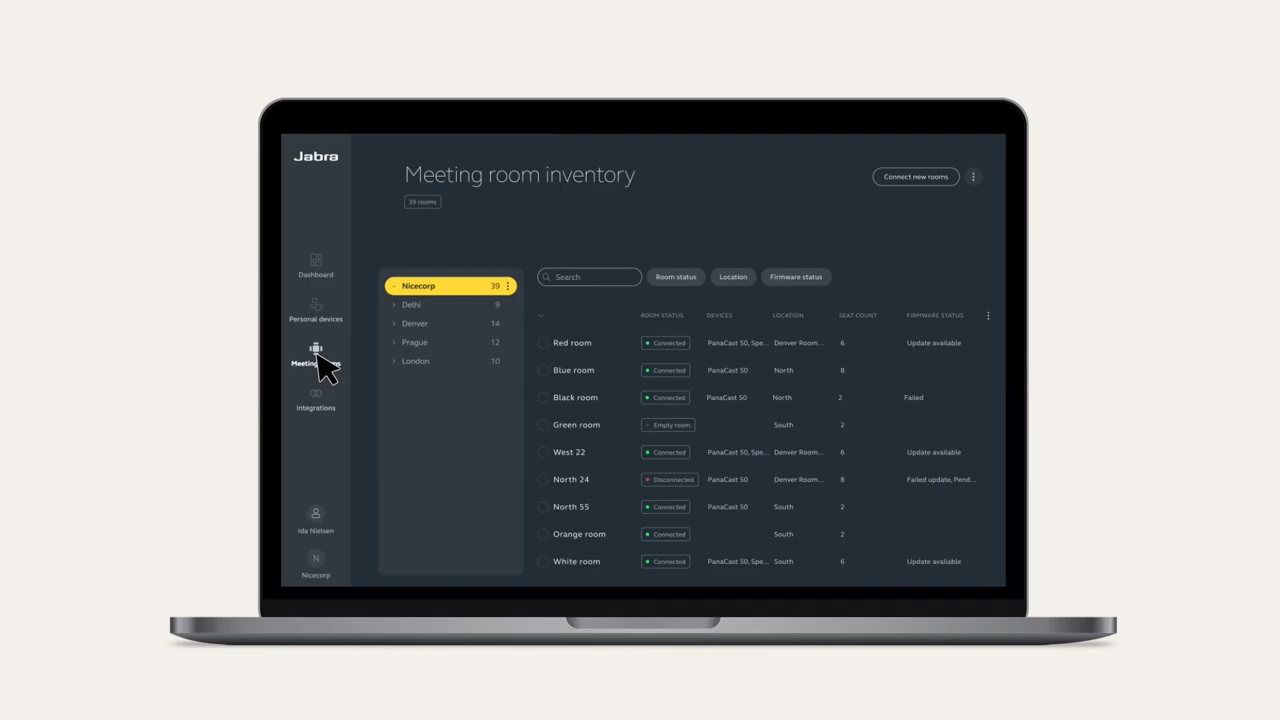 Jabra
Meeting room inventory
39 rooms
Connect new rooms
Dashboard
Personal devices
Integrations
Ida Nielsen
N
Nicecorp
Nicecorp 39
Delhi 9
Denver 14
Prague 12
London 10
Search Room status Location Firmware status
ROOM STATUS DEVICES LOCATION SEAT COUNT FIRMWARE STATUS
Red room Connected PanaCast 50, Spe... Denver Room... 6 Update available
Blue room Connected PanaCast 50 North 8
Black room Connected PanaCast 50 North 2 Failed
Green room Empty room South 2
West 22 Connected PanaCast 50, Spe... Denver Room... 6 Update available
North 24 Disconnected PanaCast 50 Denver Room... 8 Failed update, Pend...
North 55 Connected PanaCast 50 South 2
Orange room Connected South 2
White room Connected PanaCast 50, Spe... South 6 Update available